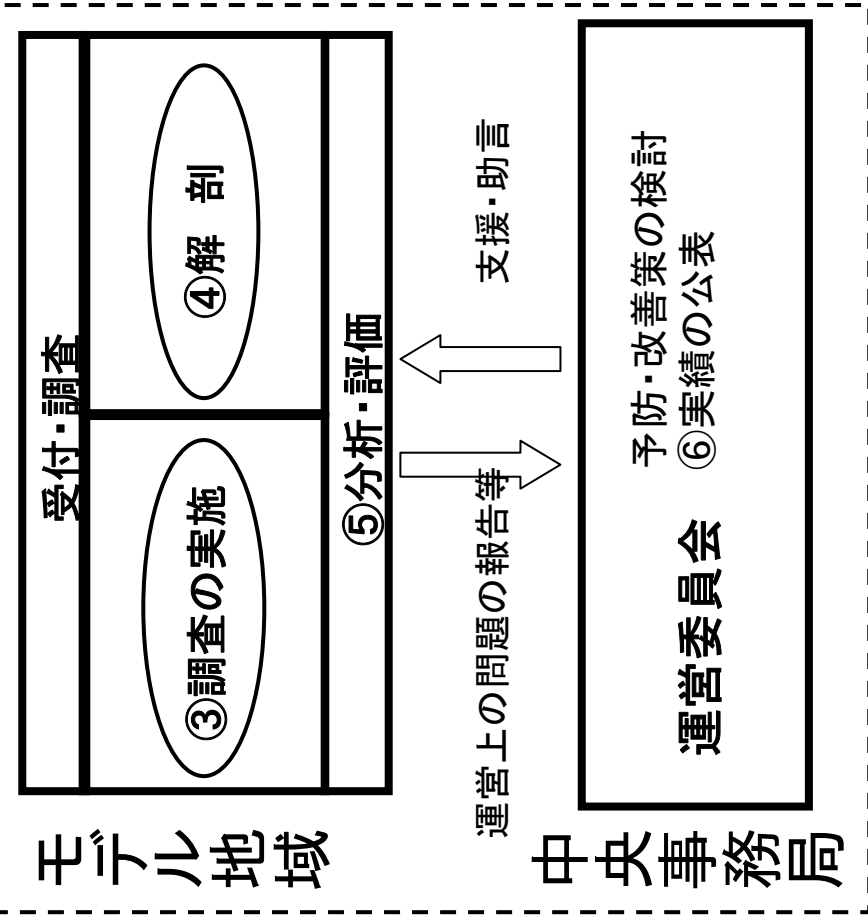 モデル地域
受付・調査
③調査の実施
④解 剖
⑤分析・評価
運営上の問題の報告等
支援・助言
中央事務局
運営委員会
予防・改善策の検討
⑥実績の公表